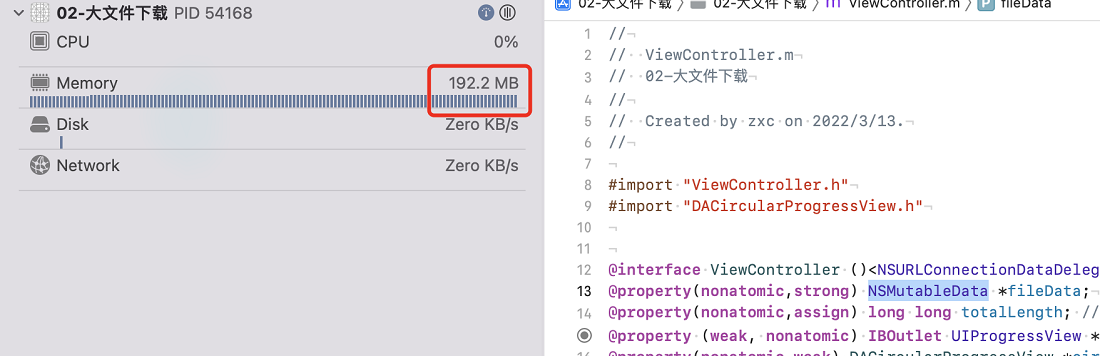 02-大文件下载 PID 54168
CPU 0%
Memory 192.2 MB
Disk Zero KB/s
Network Zero KB/s
02-大文件下载 〉 02-大文件下载 〉 ViewController.m 〉 P fileData
1 //¬
2 //··ViewController.m¬
3 //··02-大文件下载¬
4 //¬
5 //··Created·by·zxc·on·2022/3/13.¬
6 //¬
7 ¬
8 #import·"ViewController.h"¬
9 #import·"DACircularProgressView.h"¬
10 ¬
11 ¬
12 @interface·ViewController·()<NSURLConnectionDataDeleg
13 @property(nonatomic,strong)·NSMutableData·*fileData;¬
14 @property(nonatomic,assign)·long·long·totalLength;·//
@property·(weak,·nonatomic)·IBOutlet·UIProgressView·*